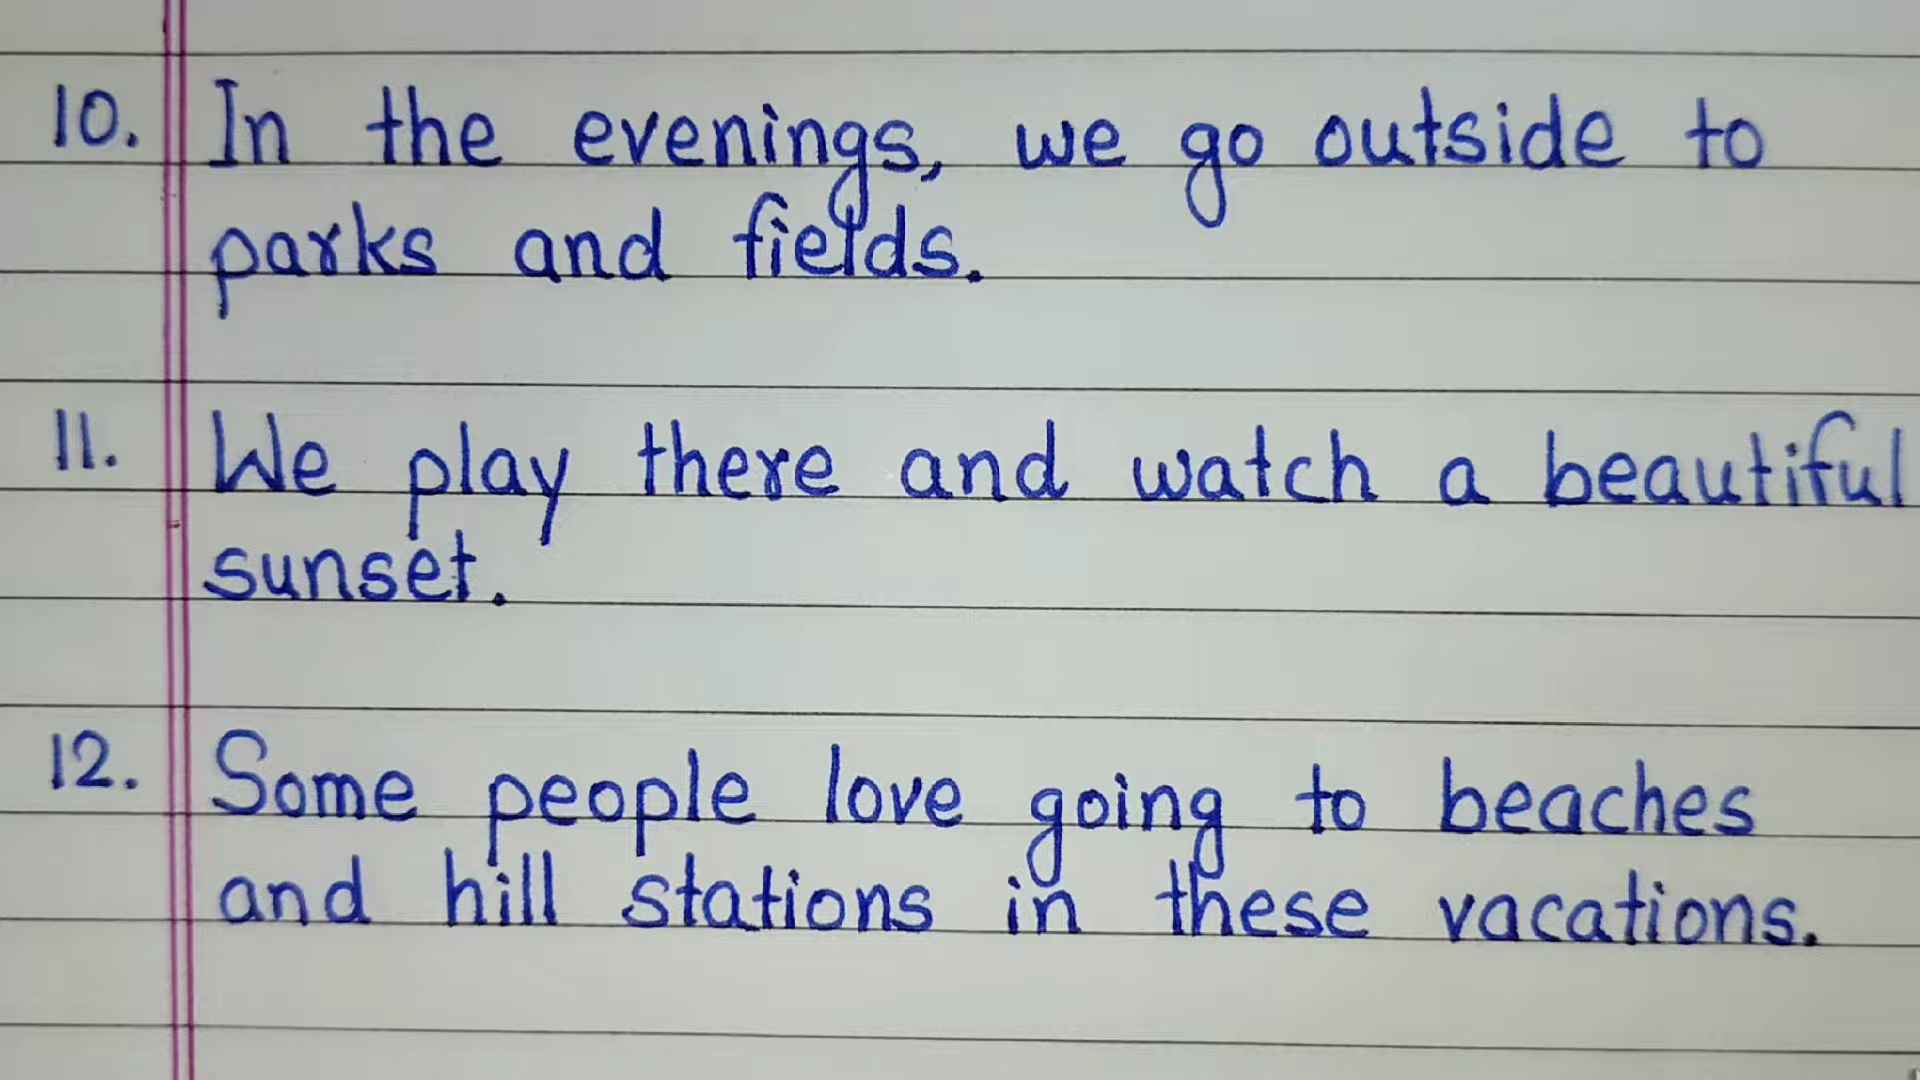 10. In the evenings, we go outside to
parks and fields.
11. We play there and watch a beautiful
sunset.
12. Some people love going to beaches
and hill stations in these vacations.